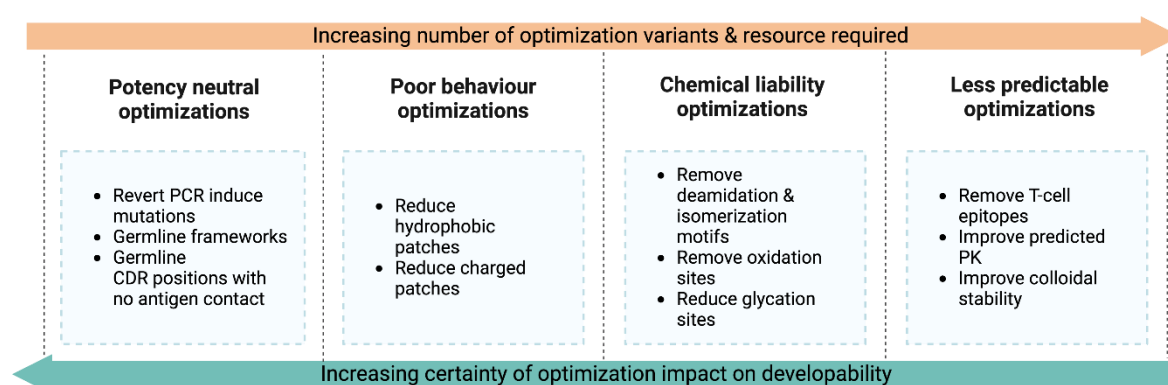 Increasing number of optimization variants & resource required
Potency neutral
optimizations
• Revert PCR induce
mutations
• Germline frameworks
• Germline
CDR positions with
no antigen contact
Poor behaviour
optimizations
• Reduce
hydrophobic
patches
• Reduce charged
patches
Chemical liability
optimizations
• Remove
deamidation &
isomerization
motifs
• Remove oxidation
sites
• Reduce glycation
sites
Less predictable
optimizations
• Remove T-cell
epitopes
• Improve predicted
PK
• Improve colloidal
stability
Increasing certainty of optimization impact on developability